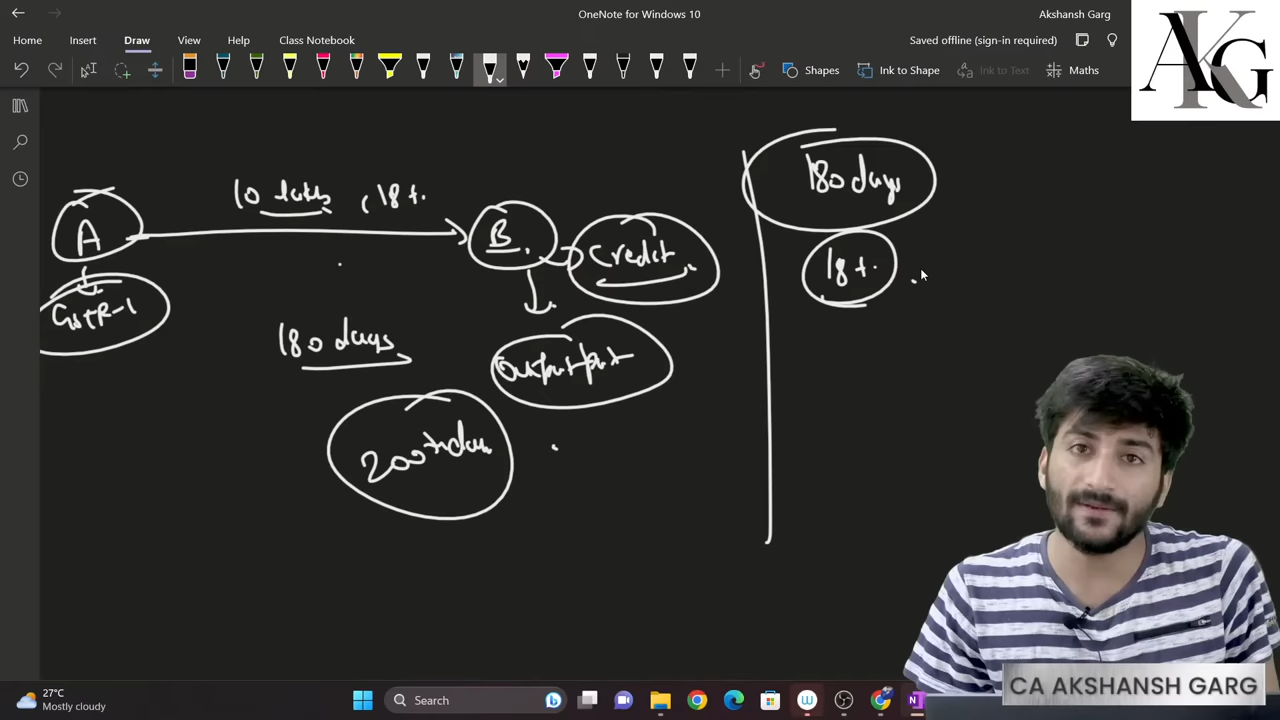 OneNote for Windows 10
Akshansh Garg
Home Insert Draw View Help Class Notebook
Saved offline (sign-in required)
Shapes Ink to Shape Ink to Text Maths
AKG
10 lakhs, 18 t.
A
B.
Credit
GSTR-1
180 days
Output
200+ days
180 days
18 t.
CA AKSHANSH GARG
27°C
Mostly cloudy
Search